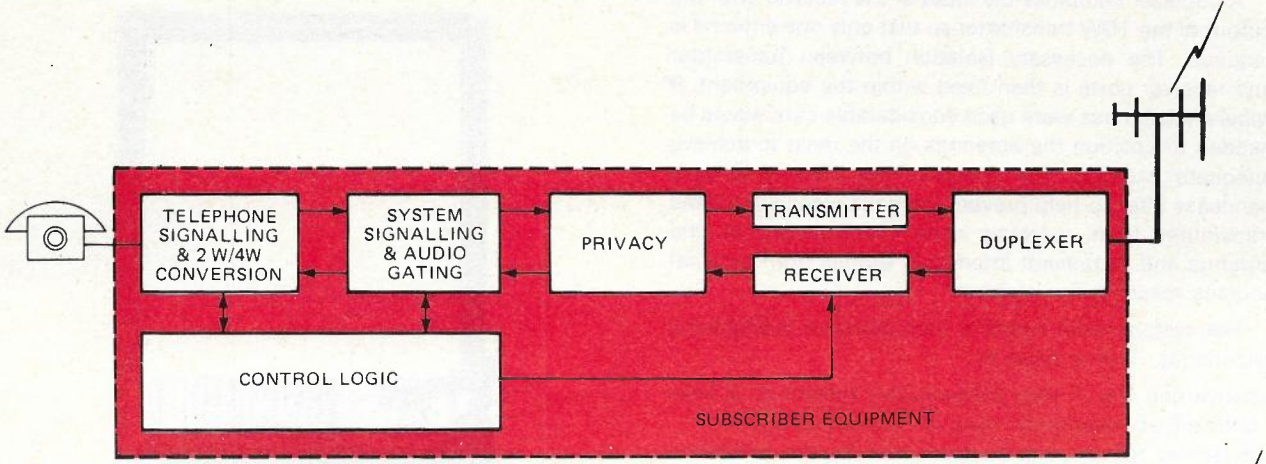 TELEPHONE
SIGNALLING
& 2 W/4W
CONVERSION
SYSTEM
SIGNALLING
& AUDIO
GATING
PRIVACY
TRANSMITTER
RECEIVER
DUPLEXER
CONTROL LOGIC
SUBSCRIBER EQUIPMENT